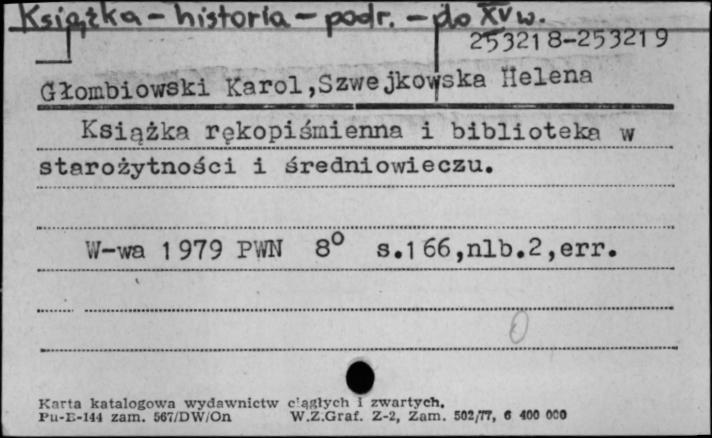 Książka - historia - podr. - do XV w.
253218-253219
Głombiowski Karol,Szwejkowska Helena
Książka rękopiśmienna i biblioteka w
starożytności i średniowieczu.
W-wa 1979 PWN 8° s.166,nlb.2,err.
0
Karta katalogowa wydawnictw ciągłych i zwartych.
Pu-E-144 zam. 567/DW/On W.Z.Graf. Z-2, Zam. 502/77, 6 400 000